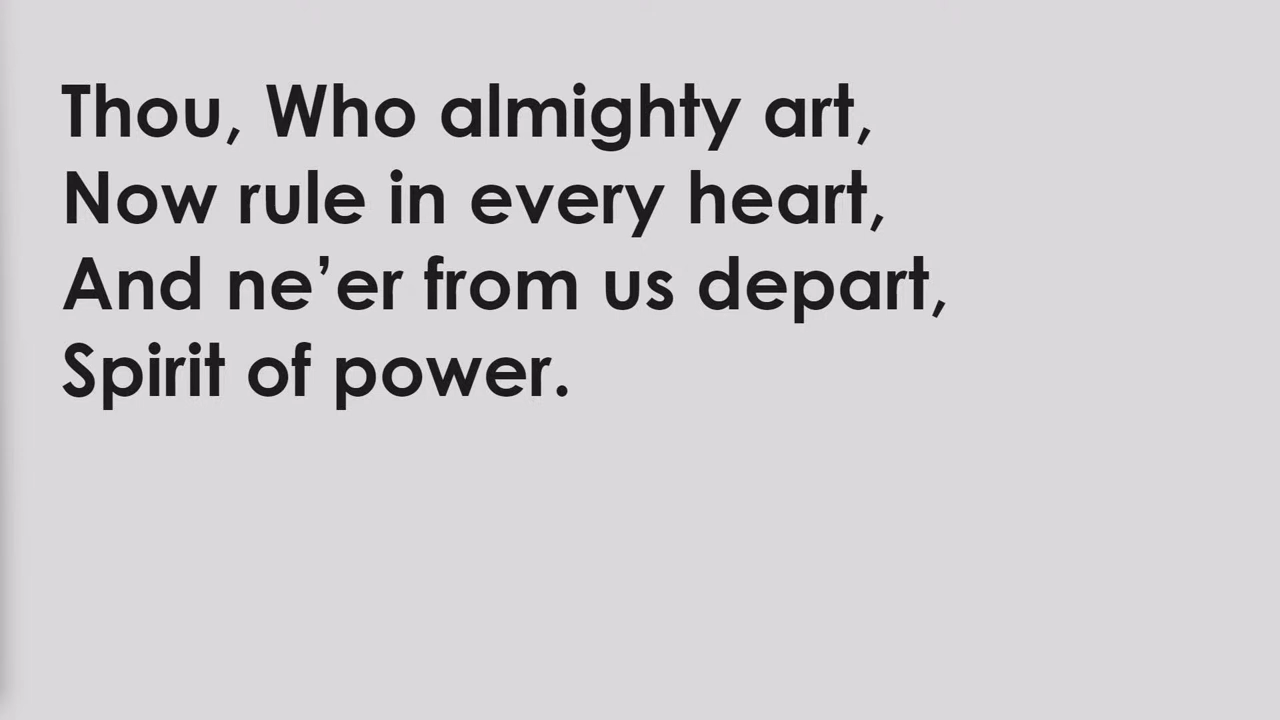 Thou, Who almighty art,
Now rule in every heart,
And ne’er from us depart,
Spirit of power.